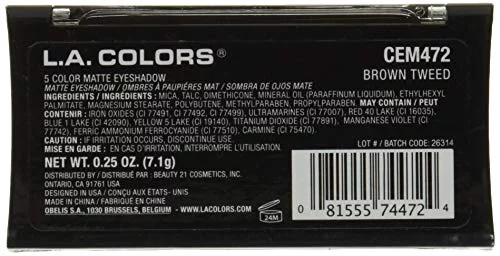 L.A. COLORS®
CEM472
BROWN TWEED
5 COLOR MATTE EYESHADOW
MATTE EYESHADOW / OMBRES À PAUPIÈRES MAT / SOMBRA DE OJOS MATE
INGREDIENTS / INGRÉDIENTS : MICA, TALC, DIMETHICONE, MINERAL OIL (PARAFFINUM LIQUIDUM), ETHYLHEXYL
PALMITATE, MAGNESIUM STEARATE, POLYBUTENE, METHYLPARABEN, PROPYLPARABEN. MAY CONTAIN / PEUT
CONTENIR : IRON OXIDES (CI 77491, CI 77492, CI 77499), ULTRAMARINES (CI 77007), RED 40 LAKE (CI 16035),
BLUE 1 LAKE (CI 42090), YELLOW 5 LAKE (CI 19140), TITANIUM DIOXIDE (CI 77891), MANGANESE VIOLET (CI
77742), FERRIC AMMONIUM FERROCYANIDE (CI 77510), CARMINE (CI 75470)
CAUTION: IF IRRITATION OCCURS, DISCONTINUE USE.
MISE EN GARDE : EN CAS D'IRRITATION, INTERROMPRE L'UTILISATION.
LOT # / BATCH CODE: 26314
NET WT. 0.25 OZ. (7.1g)
DISTRIBUTED BY / DISTRIBUÉ PAR : BEAUTY 21 COSMETICS, INC.
ONTARIO, CA 91761 USA
DESIGNED IN USA / CONÇU AUX ÉTATS-UNIS
MADE IN CHINA / FABRIQUÉ EN CHINE
OBELIS S.A., 1030 BRUSSELS, BELGIUM • WWW.LACOLORS.COM
24M
0 81555 74472 4